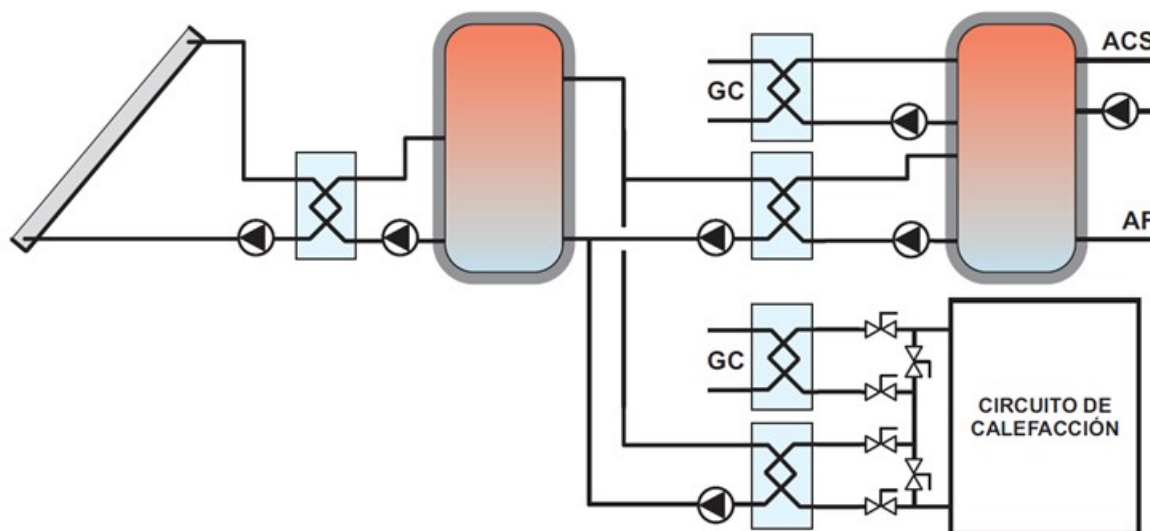 ACS
GC
AF
GC
CIRCUITO DE
CALEFACCIÓN